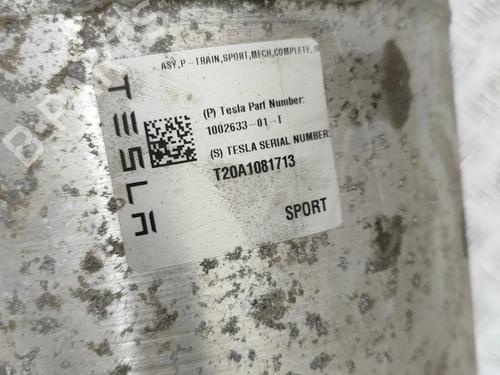 ASY,P-TRAIN,SPORT,MECH,COMPLETE,
TESLA
(P) Tesla Part Number:
1002633-01-T
(S) TESLA SERIAL NUMBER:
T20A1081713
SPORT